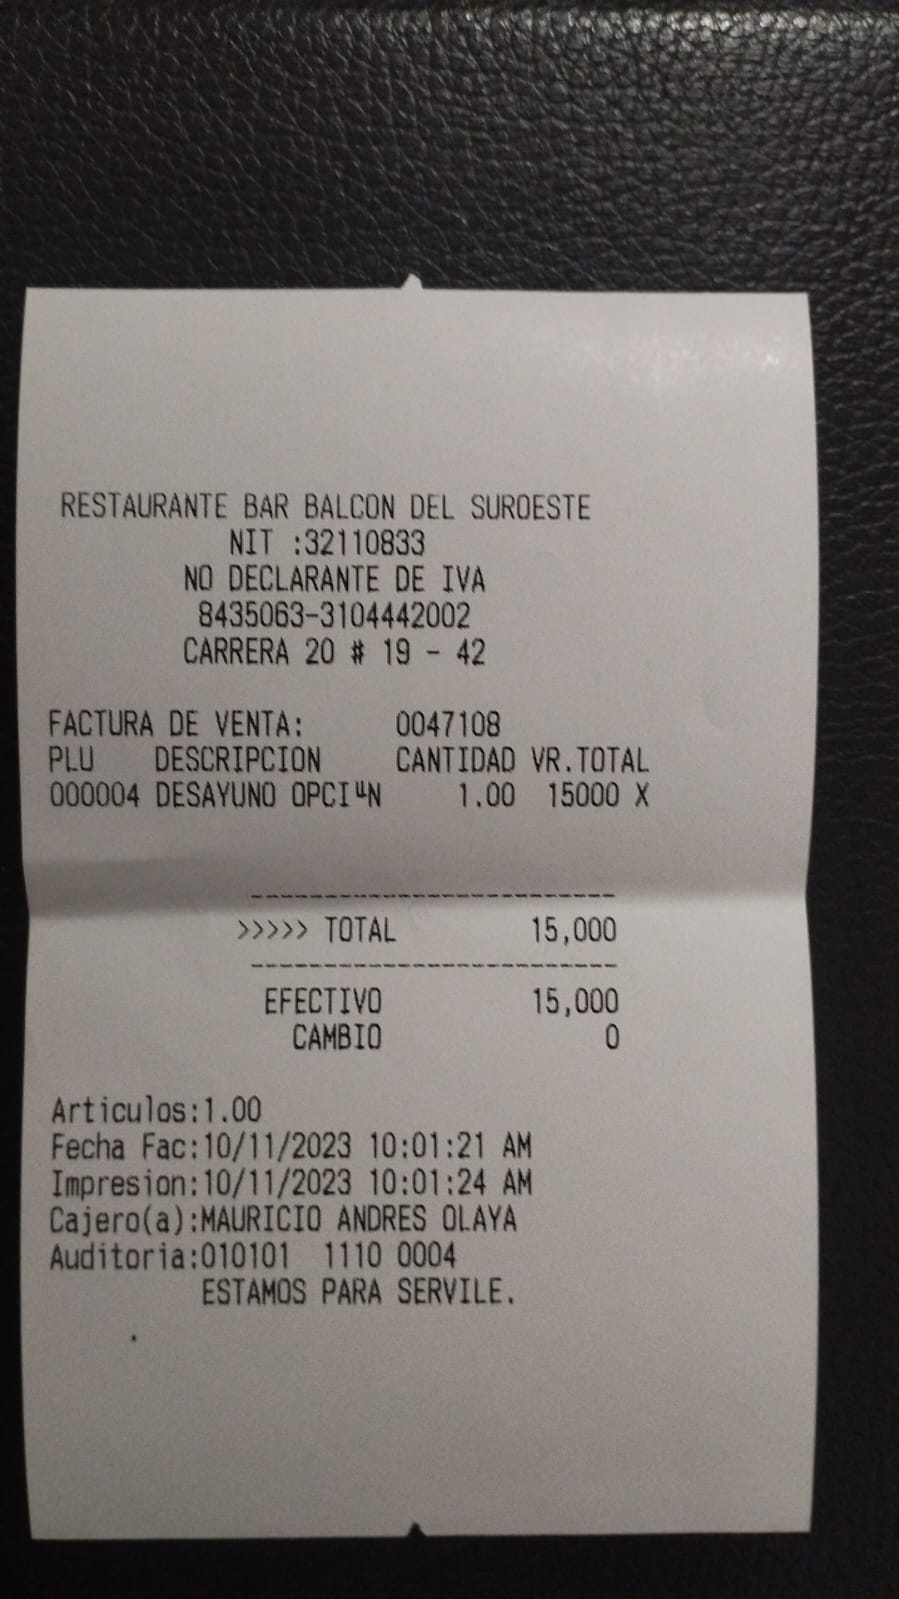 RESTAURANTE BAR BALCON DEL SUROESTE
NIT :32110833
NO DECLARANTE DE IVA
8435063-3104442002
CARRERA 20 # 19 - 42
FACTURA DE VENTA: 0047108
PLU DESCRIPCION CANTIDAD VR.TOTAL
000004 DESAYUNO 1.00 15000 X
>>>>> TOTAL 15,000
EFECTIVO 15,000
CAMBIO 0
Articulos:1.00
Fecha Fac:10/11/2023 10:01:21 AM
Impresion:10/11/2023 10:01:24 AM
Cajero(a):MAURICIO ANDRES OLAYA
Auditoria:010101 1110 0004
ESTAMOS PARA SERVILE.